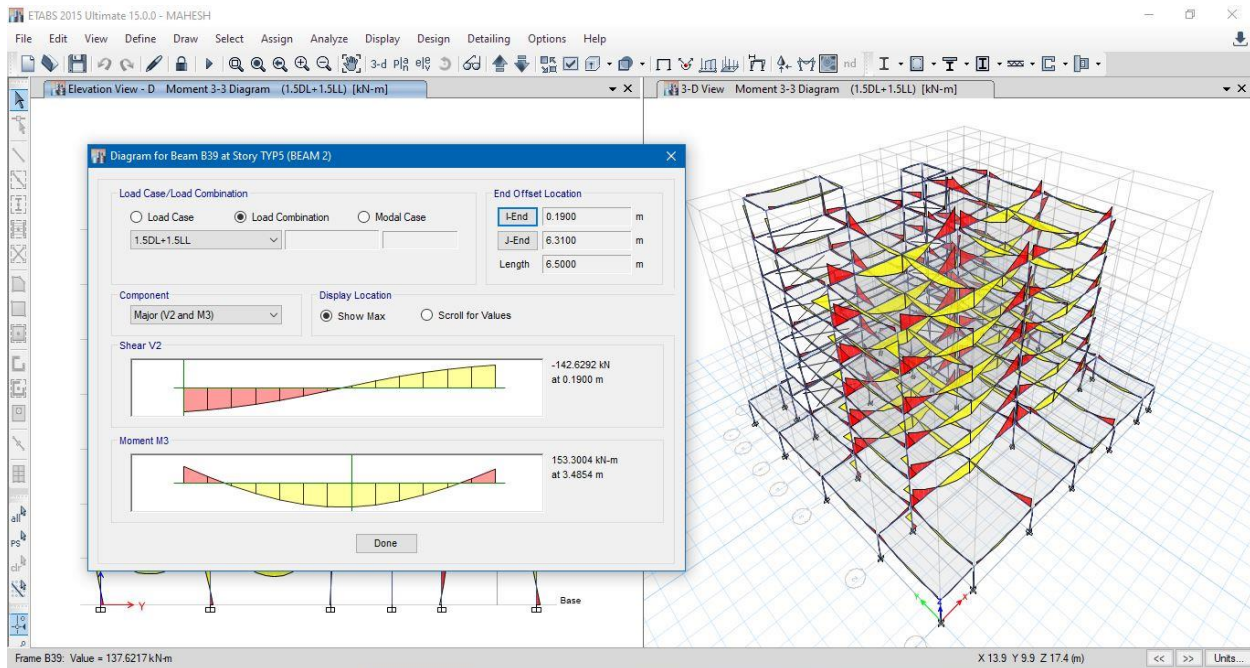 ETABS 2015 Ultimate 15.0.0 - MAHESH
File Edit View Define Draw Select Assign Analyze Display Design Detailing Options Help
3-d nd
Elevation View - D Moment 3-3 Diagram (1.5DL+1.5LL) [kN-m]
3-D View Moment 3-3 Diagram (1.5DL+1.5LL) [kN-m]
Diagram for Beam B39 at Story TYP5 (BEAM 2)
Load Case/Load Combination
Load Case Load Combination Modal Case
1.5DL+1.5LL
End Offset Location
I-End 0.1900 m
J-End 6.3100 m
Length 6.5000 m
Component
Major (V2 and M3)
Display Location
Show Max Scroll for Values
Shear V2
-142.6292 kN
at 0.1900 m
Moment M3
153.3004 kN-m
at 3.4854 m
Done
all
PS
clr
Y
Base
Y X
Frame B39: Value = 137.6217 kN-m
X 13.9 Y 9.9 Z 17.4 (m)
<< >> Units...